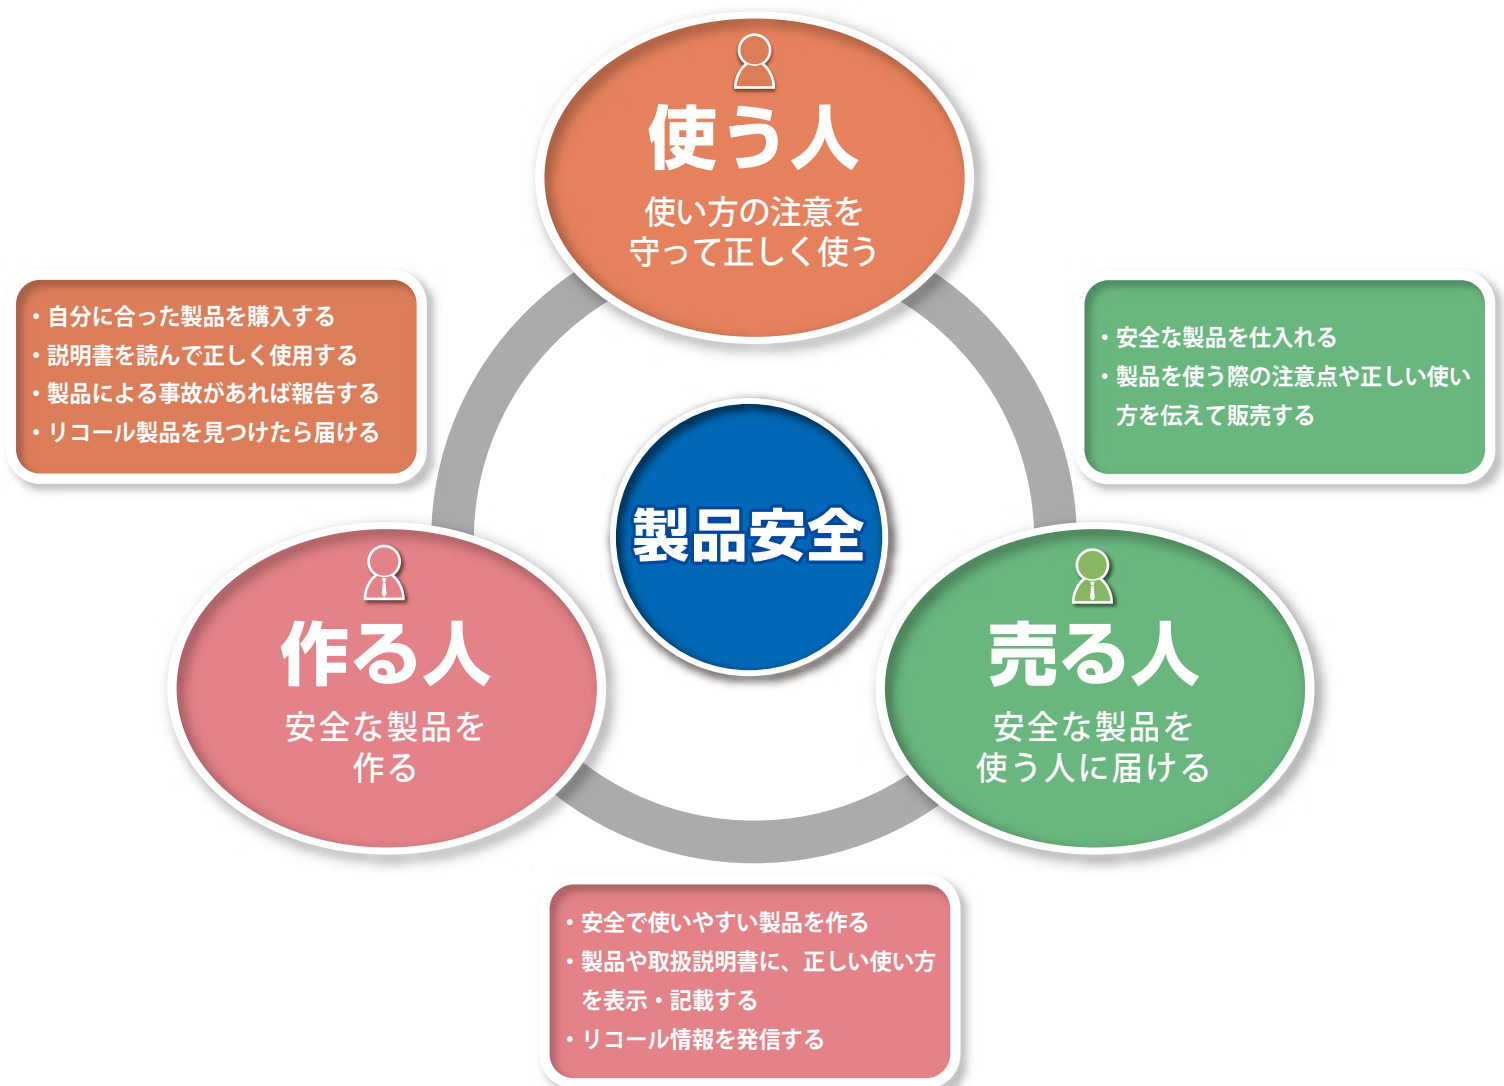 使う人
使い方の注意を
守って正しく使う
・自分に合った製品を購入する
・説明書を読んで正しく使用する
・製品による事故があれば報告する
・リコール製品を見つけたら届ける
・安全な製品を仕入れる
・製品を使う際の注意点や正しい使い
方を伝えて販売する
製品安全
作る人
安全な製品を
作る
売る人
安全な製品を
使う人に届ける
・安全で使いやすい製品を作る
・製品や取扱説明書に、正しい使い方
を表示・記載する
・リコール情報を発信する